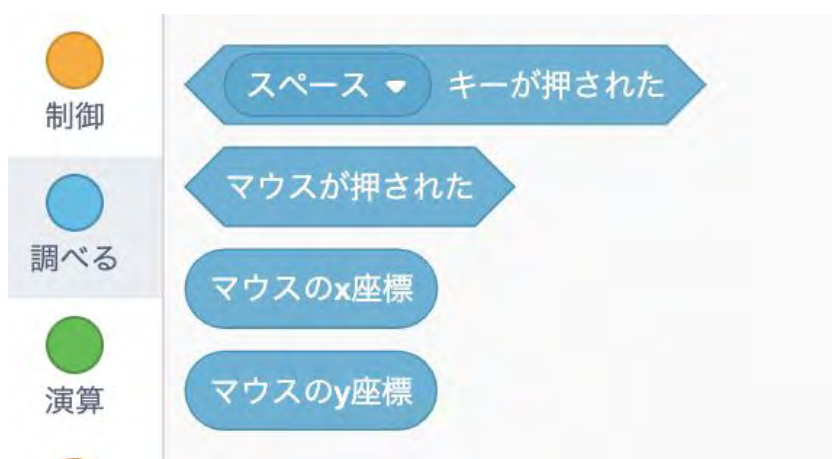 制御
調べる
演算
スペース キーが押された
マウスが押された
マウスのx座標
マウスのy座標